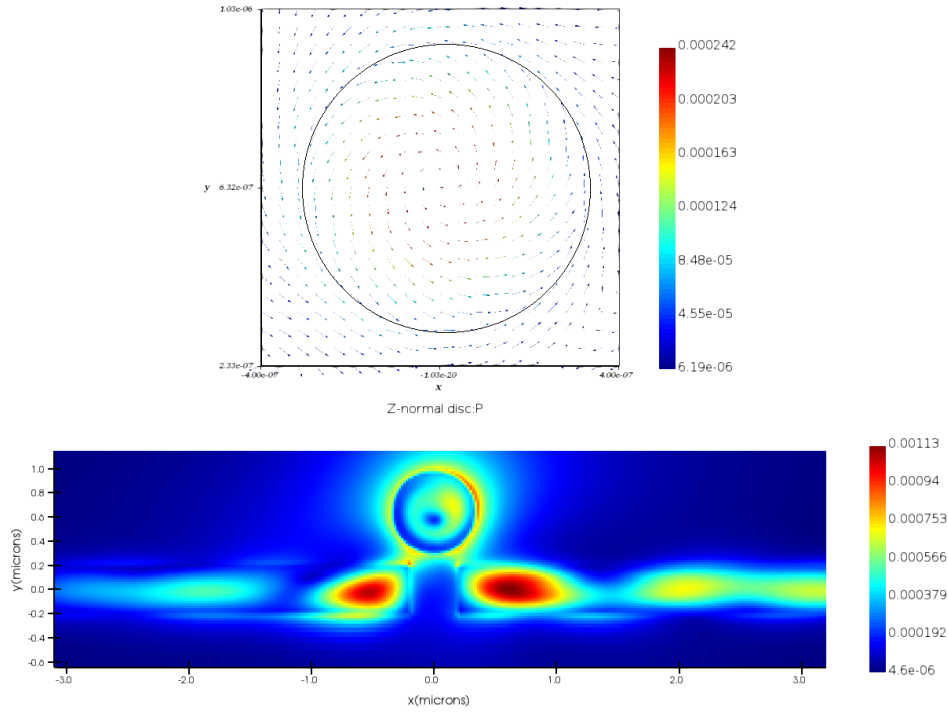 1.03e-06
y 6.32e-07
2.33e-07
-4.00e-07 -1.03e-20 4.00e-07
x
0.000242
0.000203
0.000163
0.000124
8.48e-05
4.55e-05
6.19e-06
Z-normal disc:P
y(microns)
1.0
0.8
0.6
0.4
0.2
0.0
-0.2
-0.4
-0.6
-3.0 -2.0 -1.0 0.0 1.0 2.0 3.0
x(microns)
0.00113
0.00094
0.000753
0.000566
0.000379
0.000192
4.6e-06